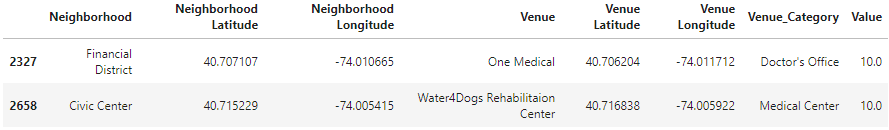 Neighborhood Neighborhood Latitude Neighborhood Longitude Venue Venue Latitude Venue Longitude Venue_Category Value
2327 Financial District 40.707107 -74.010665 One Medical 40.706204 -74.011712 Doctor's Office 10.0
2658 Civic Center 40.715229 -74.005415 Water4Dogs Rehabilitaion Center 40.716838 -74.005922 Medical Center 10.0